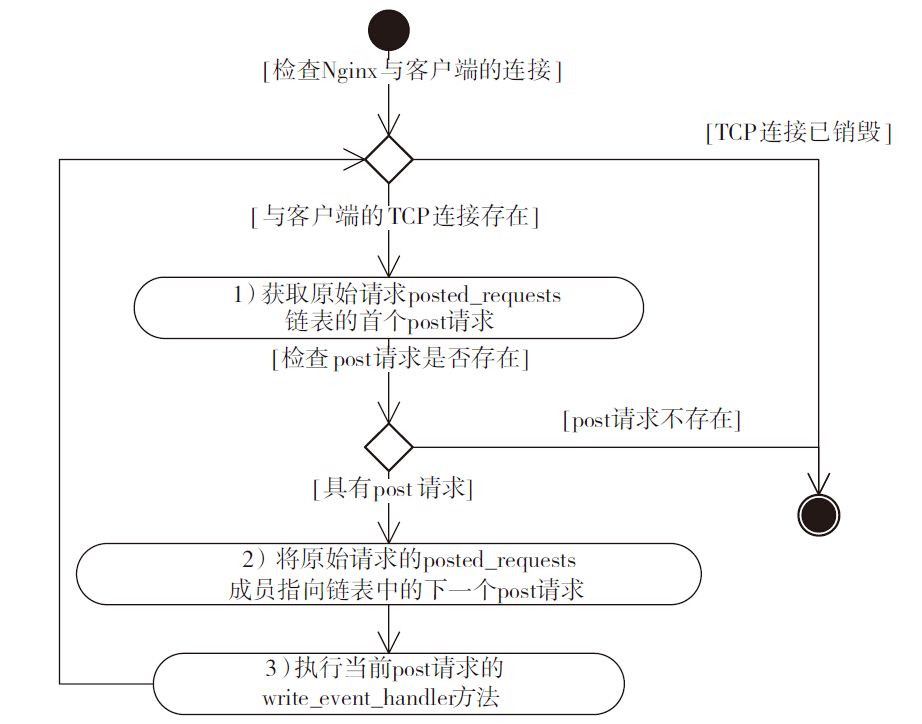 [检查Nginx与客户端的连接]
[TCP连接已销毁]
[与客户端的TCP连接存在]
1)获取原始请求posted_requests
链表的首个post请求
[检查post请求是否存在]
[post请求不存在]
[具有post请求]
2)将原始请求的posted_requests
成员指向链表中的下一个post请求
3)执行当前post请求的
write_event_handler方法